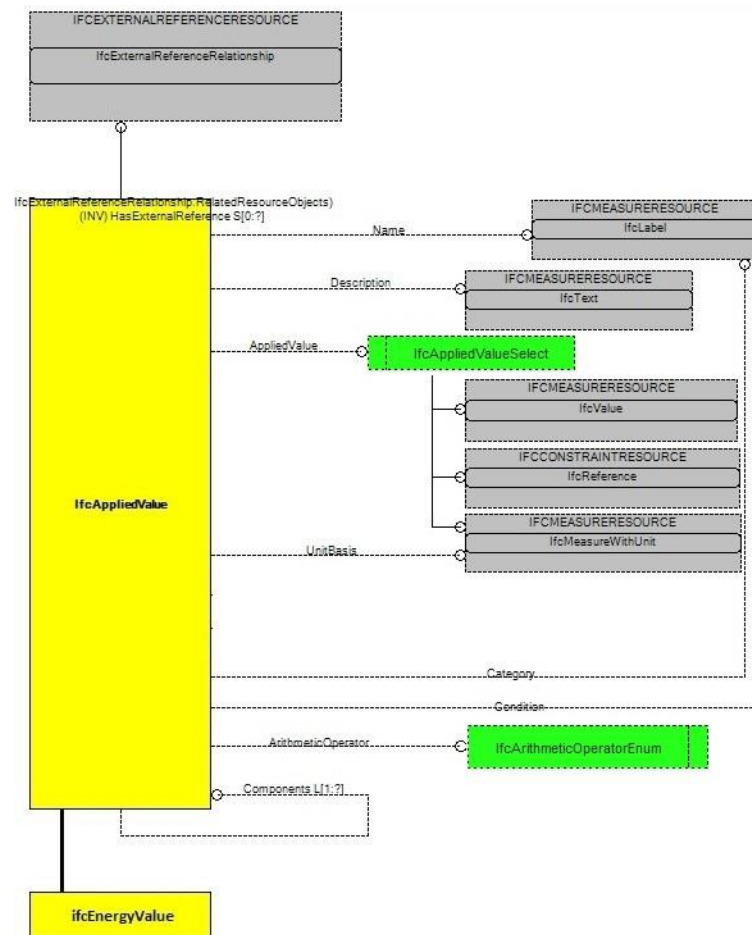 IFCEXTERNALREFERENCERESOURCE
IfcExternalReferenceRelationship
IfcExternalReferenceRelationship.RelatedResourceObjects)
(INV) HasExternalReference S[0:?]
IFCMEASURERESOURCE
IfcLabel
Name
Description
IFCMEASURERESOURCE
IfcText
AppliedValue
IfcAppliedValueSelect
IFCMEASURERESOURCE
IfcValue
IFCCONSTRAINTRESOURCE
IfcReference
IfcAppliedValue
IFCMEASURERESOURCE
IfcMeasureWithUnit
UnitBasis
Category
Condition
ArithmeticOperator
IfcArithmeticOperatorEnum
Components L[1:?]
ifcEnergyValue